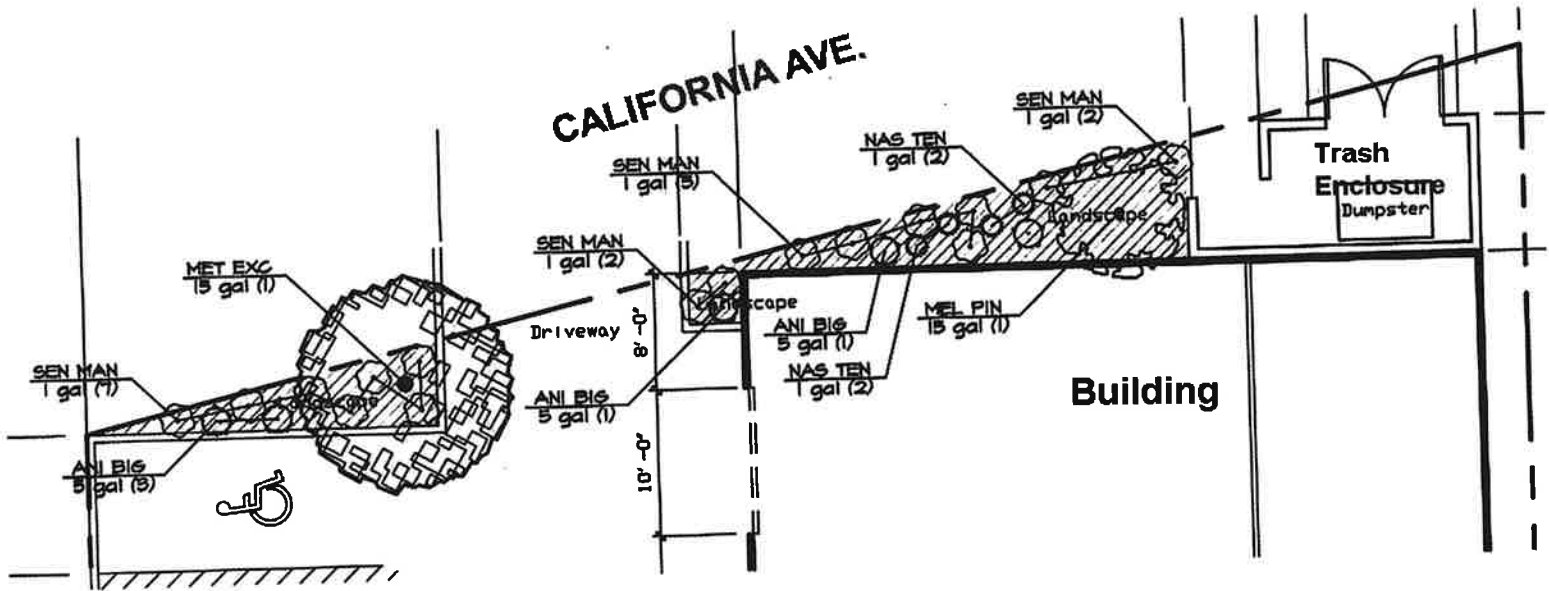 CALIFORNIA AVE.
SEN MAN
1 gal (2)
NAS TEN
1 gal (2)
SEN MAN
Trash
Enclosure
Dumpster
Landscape
SEN MAN
1 gal (2)
MET EXC
15 gal (1)
Landscape
Driveway
8'-0"
ANI BIG
5 gal (1)
MEL PIN
15 gal (1)
NAS TEN
1 gal (2)
Building
SEN MAN
ANI BIG
5 gal (1)
ANI BIG
5 gal (3)
10'-0"